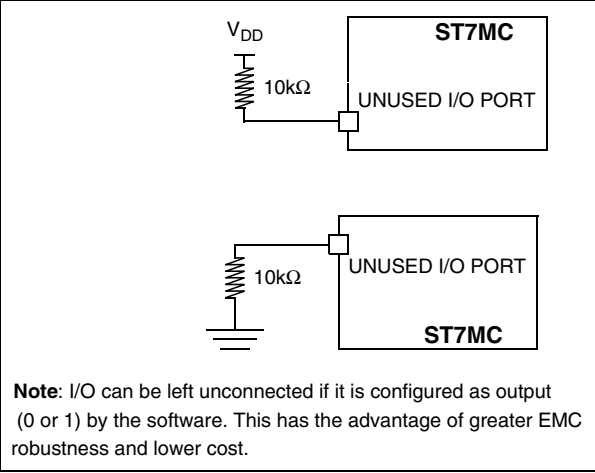 V_DD
ST7MC
10kΩ
UNUSED I/O PORT
10kΩ
UNUSED I/O PORT
ST7MC
Note: I/O can be left unconnected if it is configured as output
(0 or 1) by the software. This has the advantage of greater EMC
robustness and lower cost.